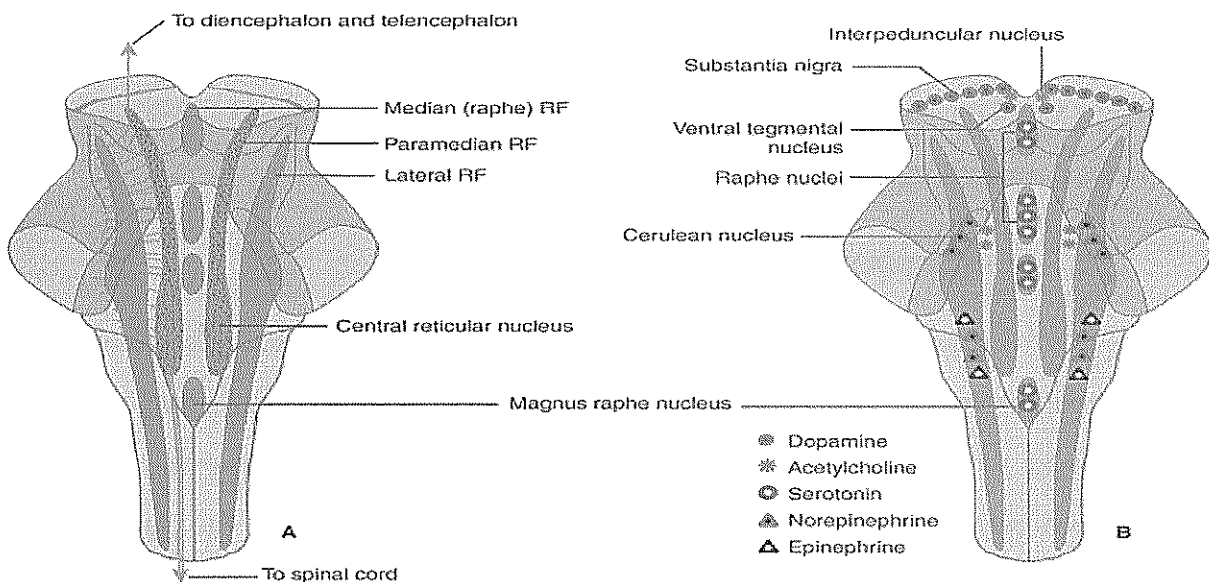 To diencephalon and telencephalon
Median (raphe) RF
Paramedian RF
Lateral RF
Central reticular nucleus
Magnus raphe nucleus
A
To spinal cord
Interpeduncular nucleus
Substantia nigra
Ventral tegmental
nucleus
Raphe nuclei
Cerulean nucleus
Dopamine
Acetylcholine
Serotonin
Norepinephrine
Epinephrine
B